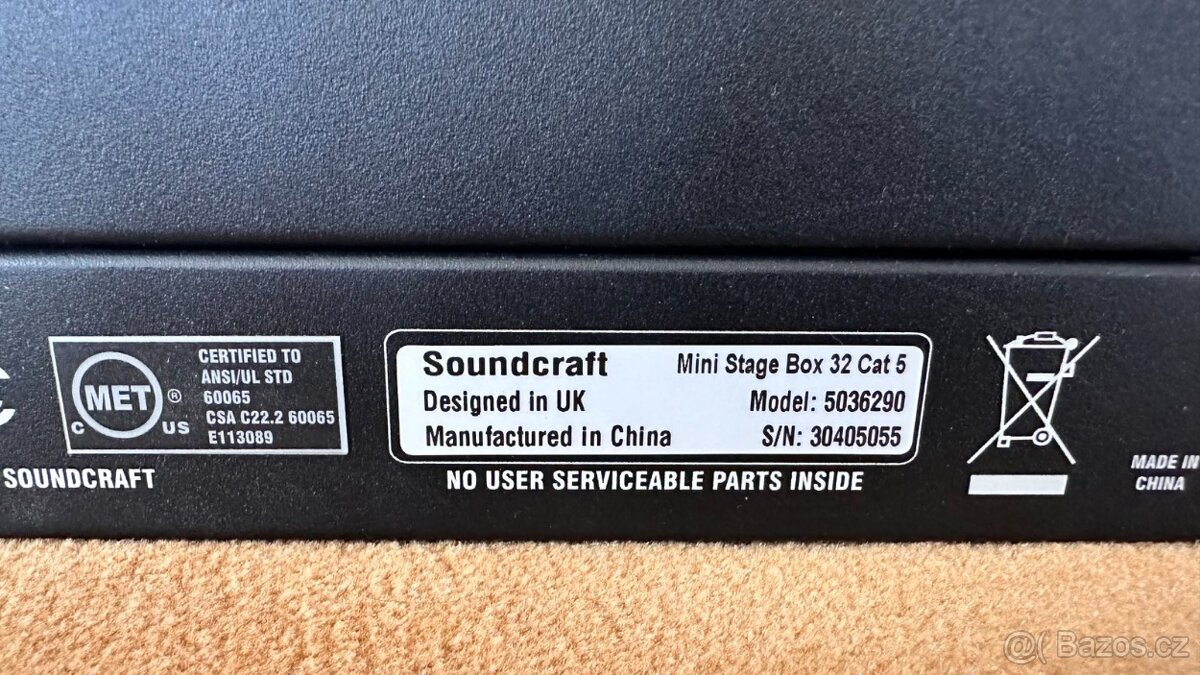 CERTIFIED TO
ANSI/UL STD
60065
CSA C22.2 60065
E113089
MET
®
C US
SOUNDCRAFT
Soundcraft Mini Stage Box 32 Cat 5
Designed in UK Model: 5036290
Manufactured in China S/N: 30405055
NO USER SERVICEABLE PARTS INSIDE
MADE IN
CHINA
Bazos.cz